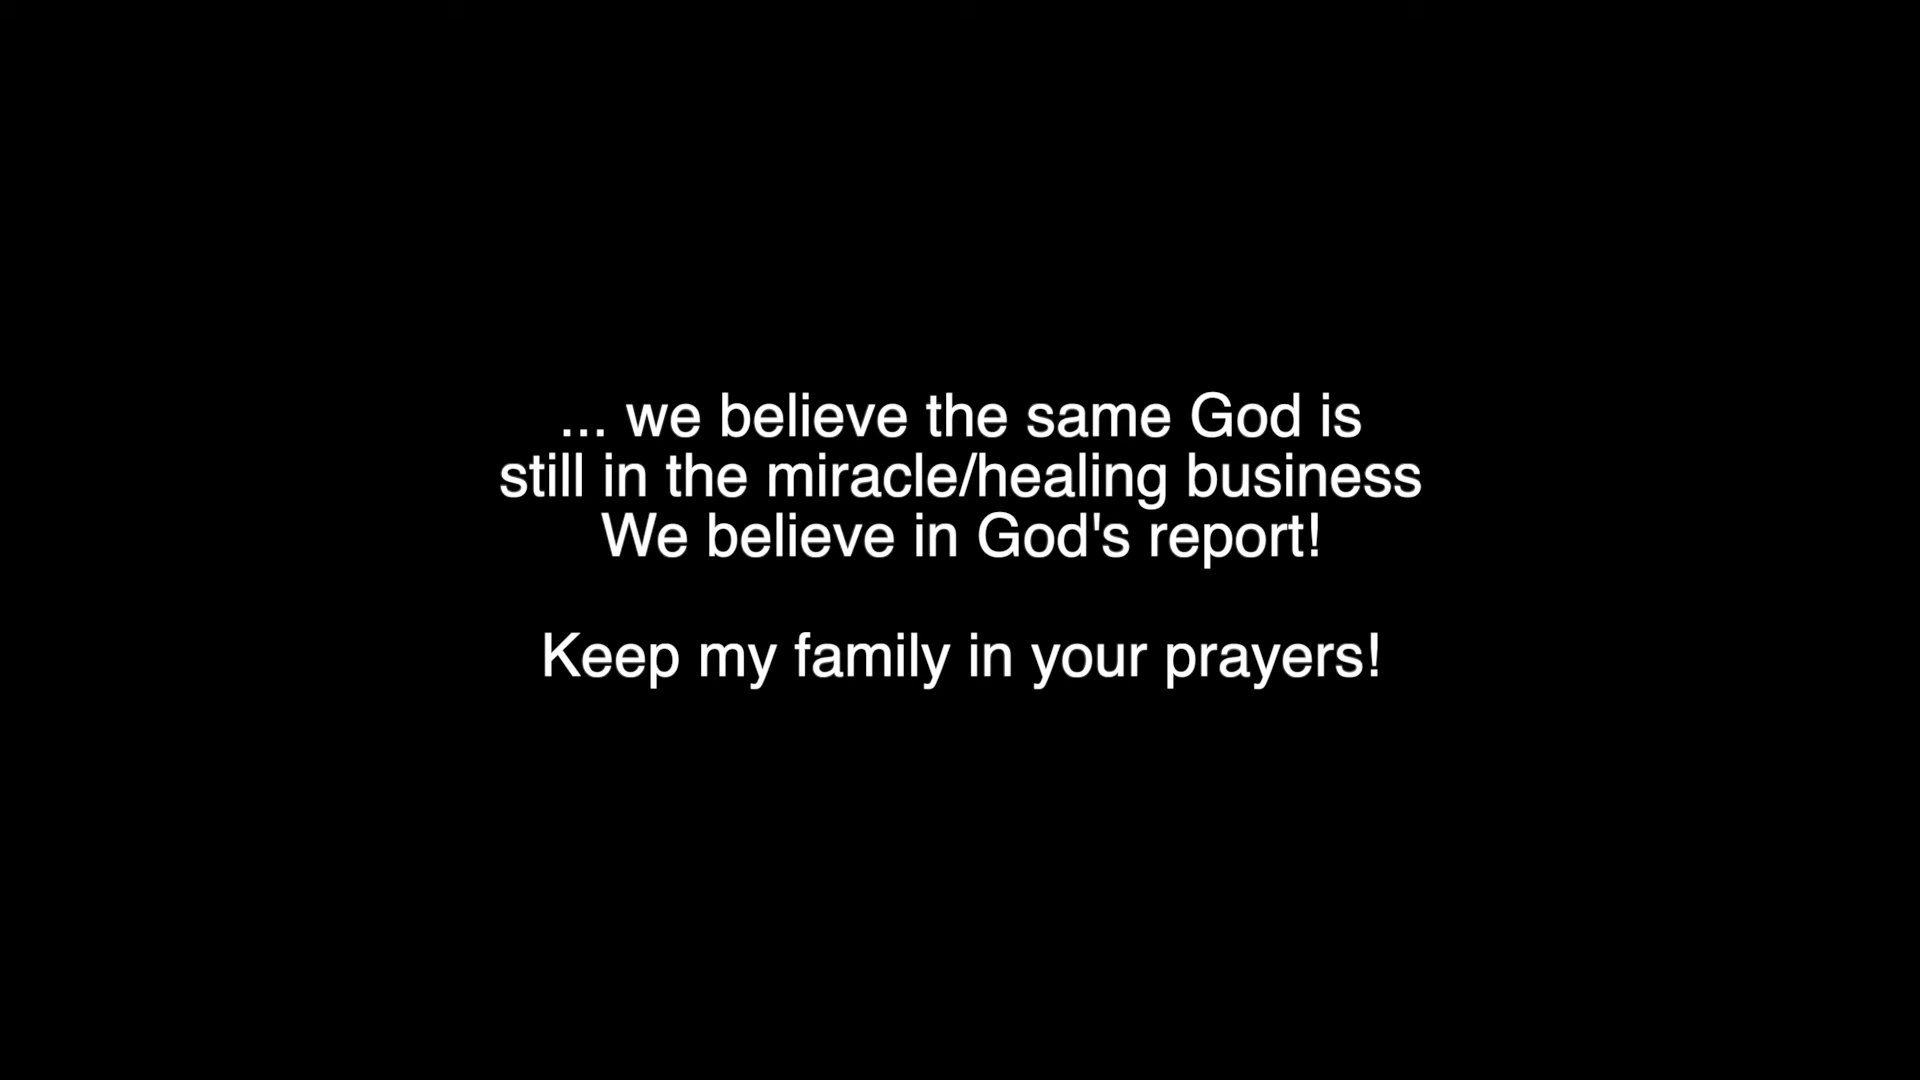 ... we believe the same God is
still in the miracle/healing business
We believe in God's report!
Keep my family in your prayers!